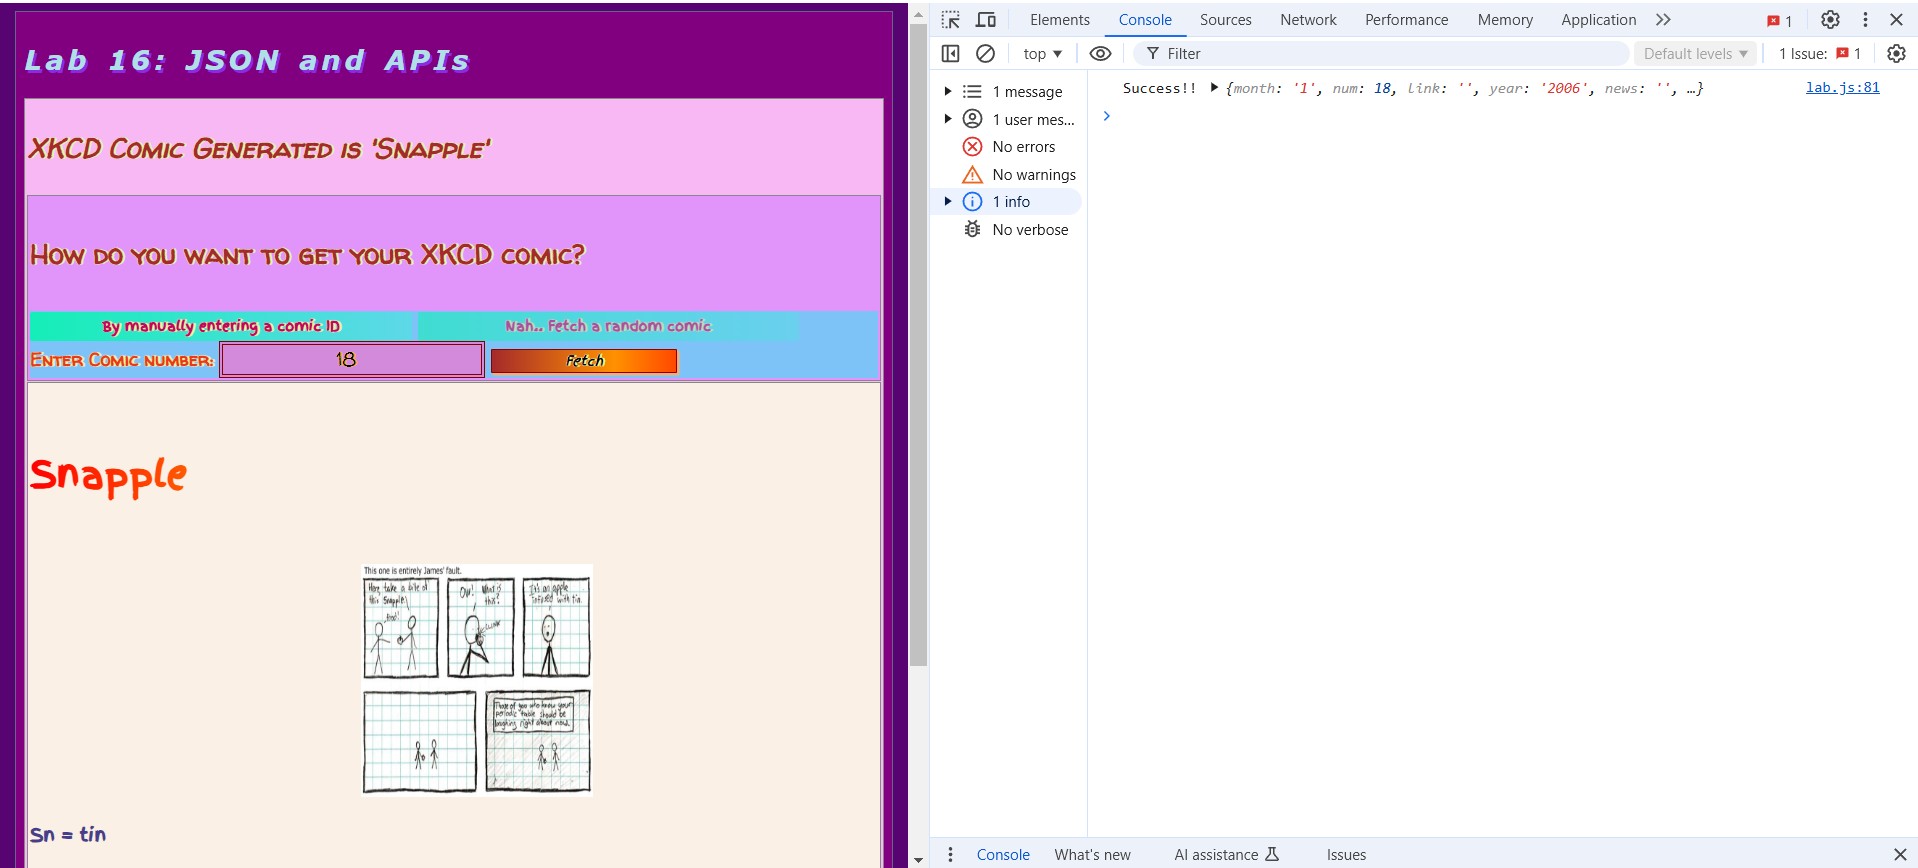 Lab 16: JSON and APIs
XKCD Comic Generated is 'Snapple'
How do you want to get your XKCD comic?
By manually entering a comic ID
Nah.. Fetch a random comic
Enter Comic number:
18
Fetch
Snapple
This one is entirely James' fault.
Here, take a bite of
this Snapple!
Food!
Ow! What is
this?
*CLUNK
It's an apple
infused with tin.
Those of you who know your
periodic table should be
laughing right about now.
Sn = tin
Elements Console Sources Network Performance Memory Application 1
top Filter Default levels 1 Issue: 1
1 message
1 user mes...
No errors
No warnings
1 info
No verbose
Success!! {month: '1', num: 18, link: '', year: '2006', news: '', …} lab.js:81
Console What's new AI assistance Issues